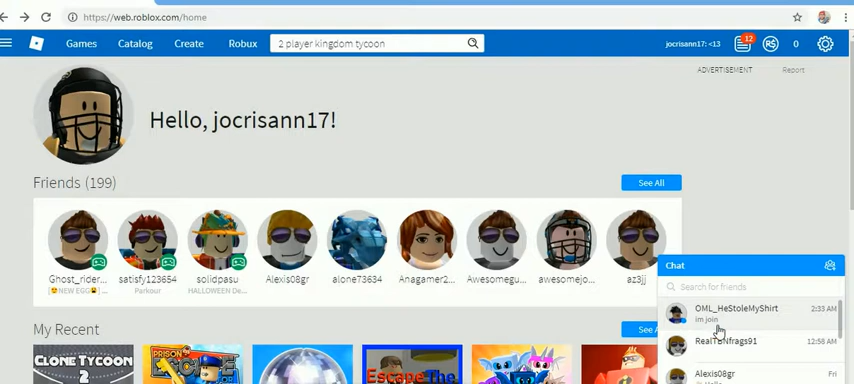 https://web.roblox.com/home
Games
Catalog
Create
Robux
2 player kingdom tycoon
jocrisann17: <13
12
0
ADVERTISEMENT
Report
Hello, jocrisann17!
Friends (199)
See All
Ghost_rider...
satisfy123654
solidpasu
Alexis08gr
alone73634
Anagamer2...
Awesomegu...
awesomejo...
az3jj
NEW EGG
Parkour
HALLOWEEN De...
Chat
Search for friends
OML_HeStoleMyShirt
2:33 AM
im join
12:56 AM
Alexis08gr
Fri
My Recent
See A
CLONE TYCOON
2
PRISON
Escape The